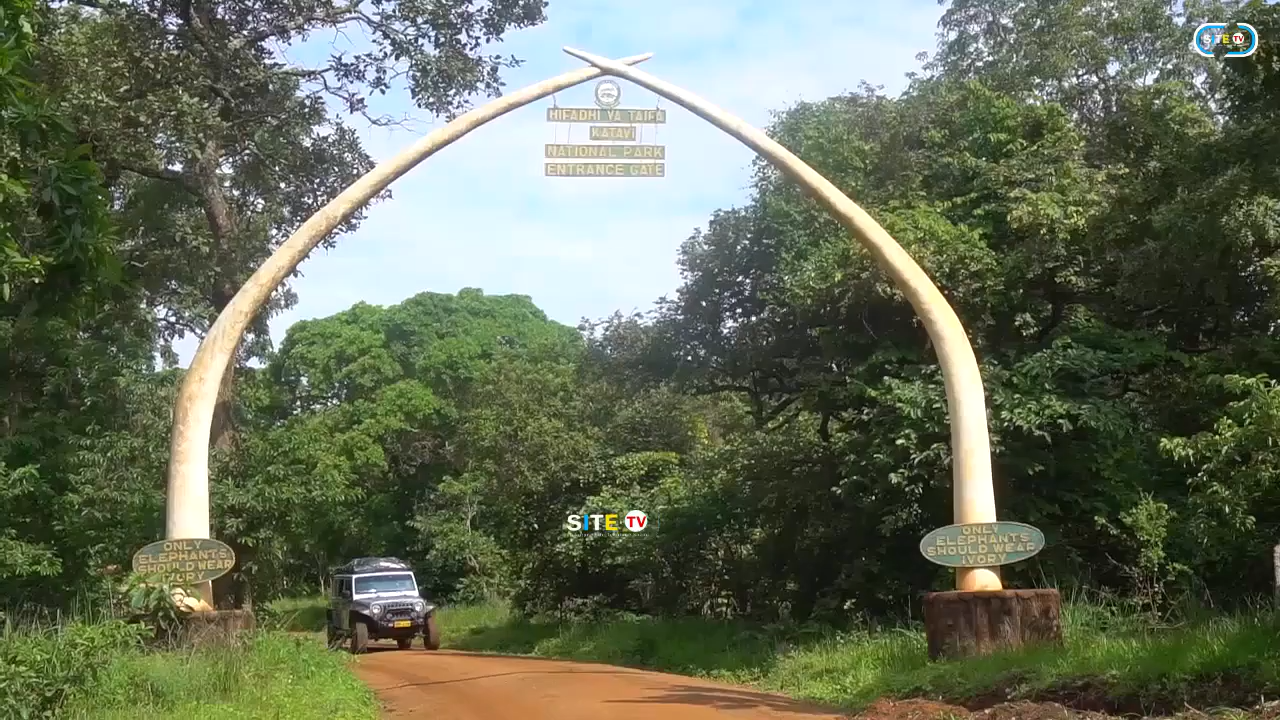 SITE TV
HIFADHI YA TAIFA
KATAVI
NATIONAL PARK
ENTRANCE GATE
SITE TV
ONLY
ELEPHANTS
SHOULD WEAR
IVORY
ONLY
ELEPHANTS
SHOULD WEAR
IVORY